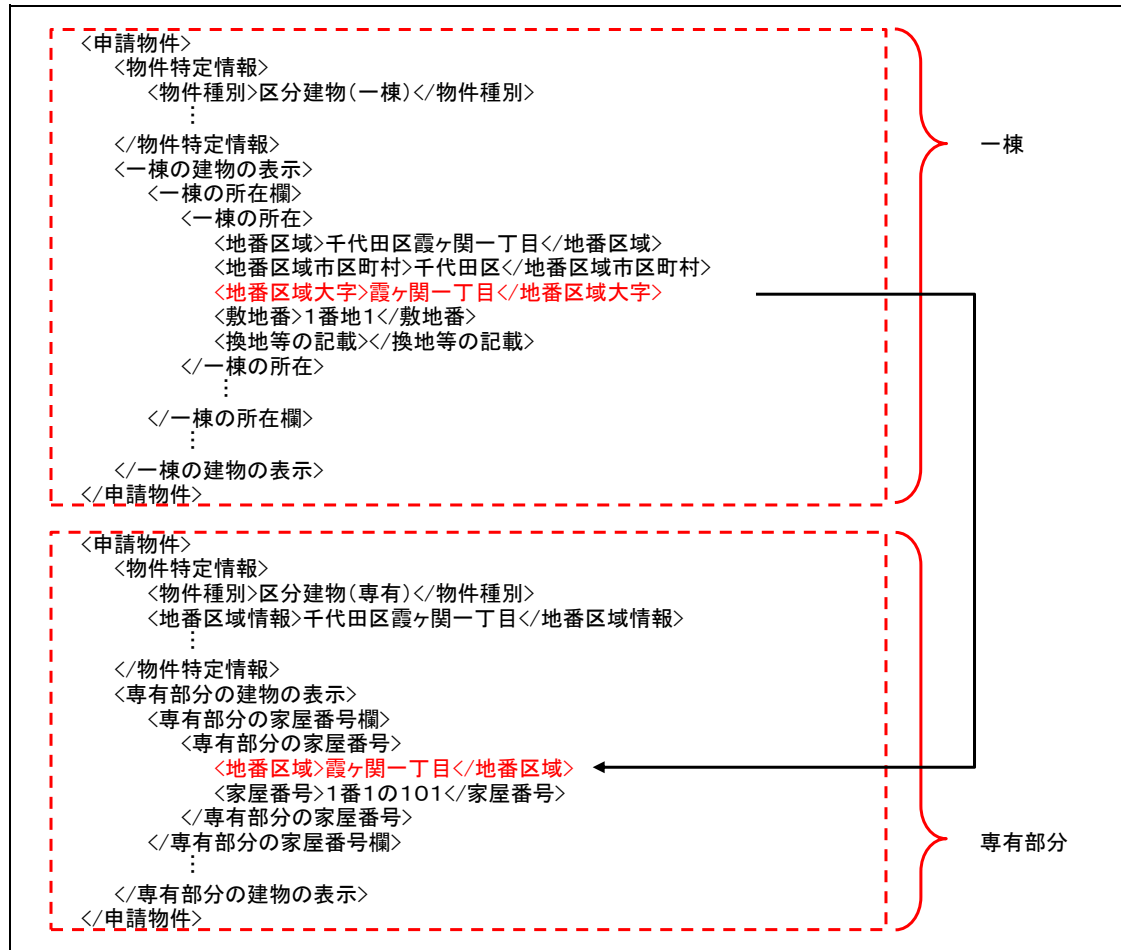 <申請物件>
<物件特定情報>
<物件種別>区分建物(一棟)</物件種別>
⋮
</物件特定情報>
<一棟の建物の表示>
<一棟の所在欄>
<一棟の所在>
<地番区域>千代田区霞ヶ関一丁目</地番区域>
<地番区域市区町村>千代田区</地番区域市区町村>
<地番区域大字>霞ヶ関一丁目</地番区域大字>
<敷地番>1番地1</敷地番>
<換地等の記載></換地等の記載>
</一棟の所在>
⋮
</一棟の所在欄>
⋮
</一棟の建物の表示>
</申請物件>
一棟
<申請物件>
<物件特定情報>
<物件種別>区分建物(専有)</物件種別>
<地番区域情報>千代田区霞ヶ関一丁目</地番区域情報>
⋮
</物件特定情報>
<専有部分の建物の表示>
<専有部分の家屋番号欄>
<専有部分の家屋番号>
<地番区域>霞ヶ関一丁目</地番区域>
<家屋番号>1番1の101</家屋番号>
</専有部分の家屋番号>
</専有部分の家屋番号欄>
⋮
</専有部分の建物の表示>
</申請物件>
専有部分